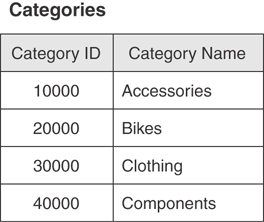 Categories
Category ID Category Name
10000 Accessories
20000 Bikes
30000 Clothing
40000 Components